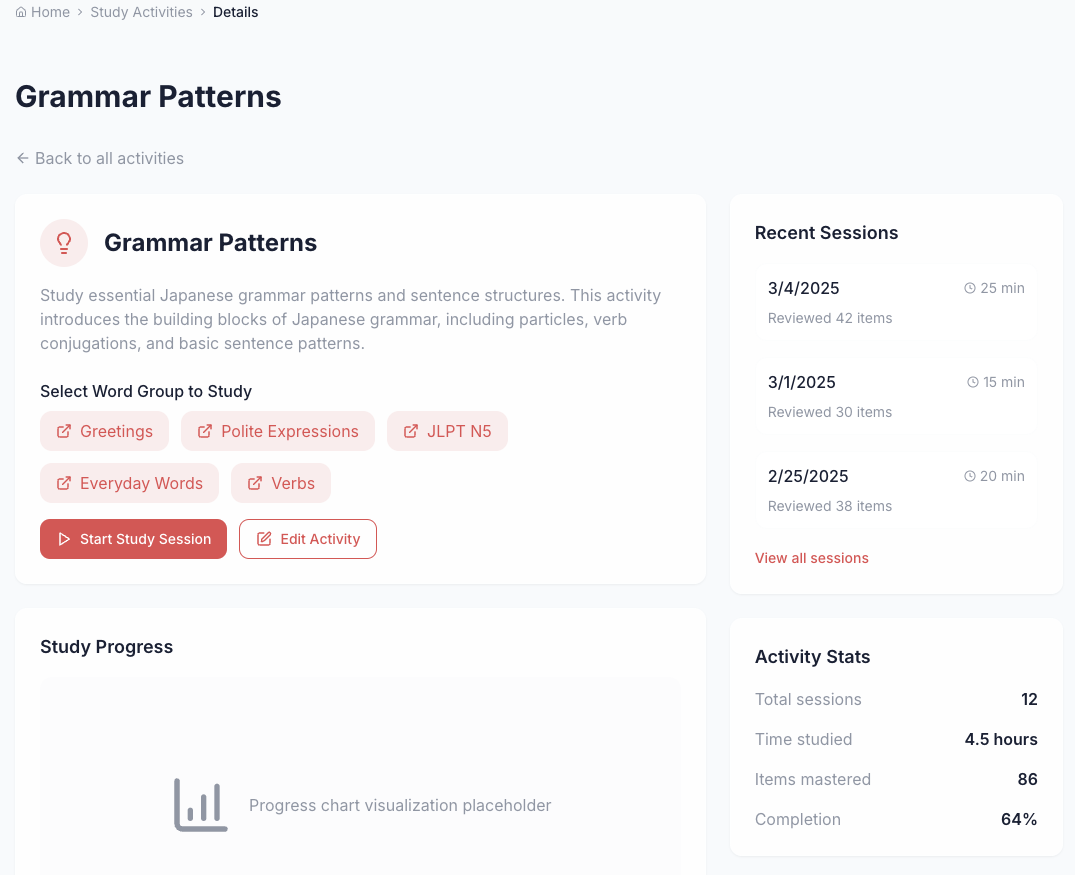 Home > Study Activities > Details
Grammar Patterns
← Back to all activities
Grammar Patterns
Study essential Japanese grammar patterns and sentence structures. This activity
introduces the building blocks of Japanese grammar, including particles, verb
conjugations, and basic sentence patterns.
Select Word Group to Study
Greetings
Polite Expressions
JLPT N5
Everyday Words
Verbs
Start Study Session
Edit Activity
Study Progress
Progress chart visualization placeholder
Recent Sessions
3/4/2025 25 min
Reviewed 42 items
3/1/2025 15 min
Reviewed 30 items
2/25/2025 20 min
Reviewed 38 items
View all sessions
Activity Stats
Total sessions 12
Time studied 4.5 hours
Items mastered 86
Completion 64%